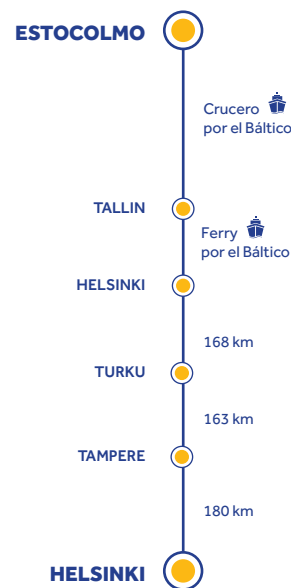 ESTOCOLMO
Crucero
por el Báltico
TALLIN
Ferry
por el Báltico
HELSINKI
168 km
TURKU
163 km
TAMPERE
180 km
HELSINKI